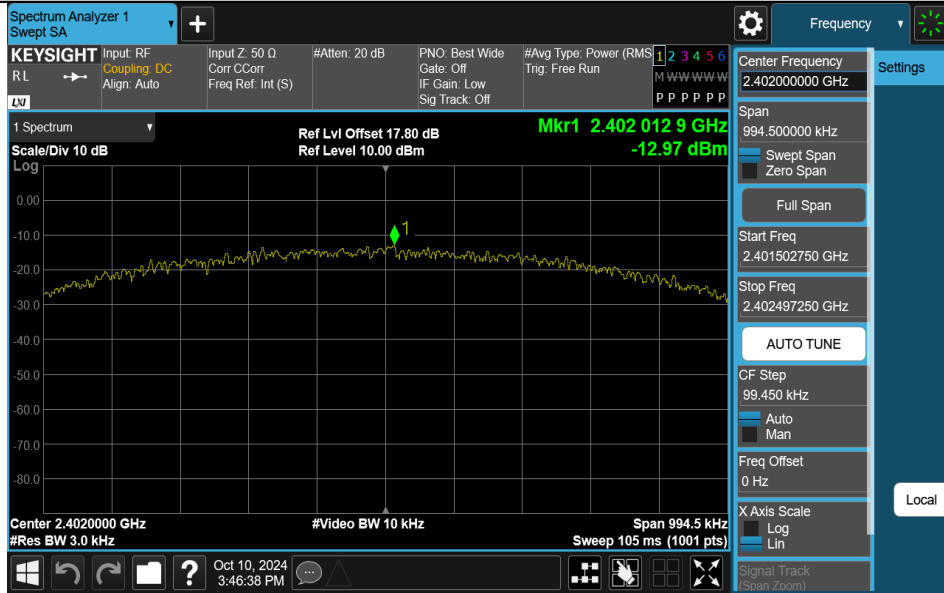 Spectrum Analyzer 1
Swept SA
+
Frequency
KEYSIGHT
R L
LXI
Input: RF
Coupling: DC
Align: Auto
Input Z: 50 Ω
Corr CCorr
Freq Ref: Int (S)
#Atten: 20 dB
PNO: Best Wide
Gate: Off
IF Gain: Low
Sig Track: Off
#Avg Type: Power (RMS
Trig: Free Run
1 2 3 4 5 6
M W W W W W
P P P P P P
1 Spectrum
Scale/Div 10 dB
Log
Ref Lvl Offset 17.80 dB
Ref Level 10.00 dBm
Mkr1 2.402 012 9 GHz
-12.97 dBm
1
0.00
-10.0
-20.0
-30.0
-40.0
-50.0
-60.0
-70.0
-80.0
Center 2.4020000 GHz
#Res BW 3.0 kHz
#Video BW 10 kHz
Span 994.5 kHz
Sweep 105 ms (1001 pts)
Center Frequency
2.402000000 GHz
Span
994.500000 kHz
Swept Span
Zero Span
Full Span
Start Freq
2.401502750 GHz
Stop Freq
2.402497250 GHz
AUTO TUNE
CF Step
99.450 kHz
Auto
Man
Freq Offset
0 Hz
X Axis Scale
Log
Lin
Signal Track
(Span Zoom)
Settings
Local
?
Oct 10, 2024
3:46:38 PM